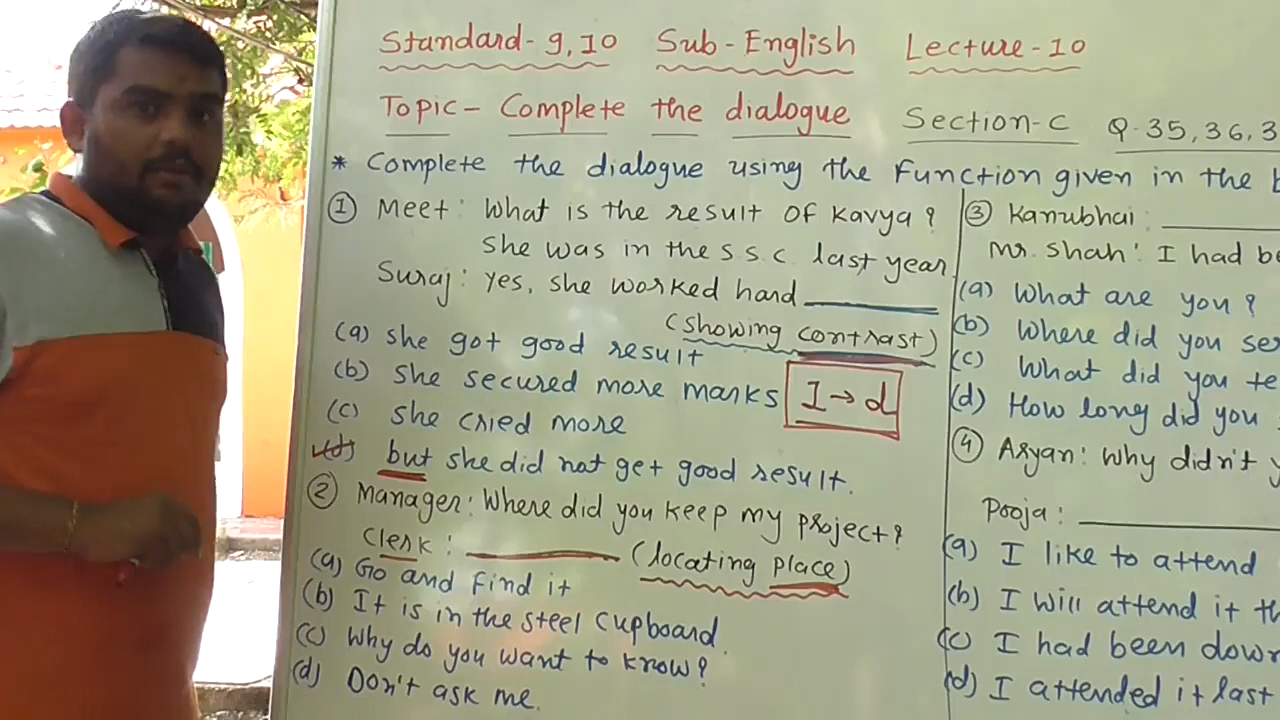 Standard-9,10 Sub-English Lecture-10
Topic- Complete the dialogue Section-C Q.35,36,3
* Complete the dialogue using the Function given in the b
① Meet: What is the result of Kavya?
She was in the S.S.C. last year.
Suraj: Yes, she worked hard
(showing contrast)
(a) She got good result
(b) She secured more marks
I → d
(c) She cried more
(d) but she did not get good result.
② Manager: Where did you keep my project?
Clerk: (locating place)
(a) Go and Find it
(b) It is in the steel cupboard.
(c) Why do you want to know?
(d) Don't ask me.
③ Kanubhai:
Mr. Shah: I had be
(a) What are you?
(b) Where did you ser
(c) What did you te
(d) How long did you
④ Aryan: Why didn't y
Pooja:
(a) I like to attend
(b) I will attend it th
(c) I had been down
(d) I attended it last